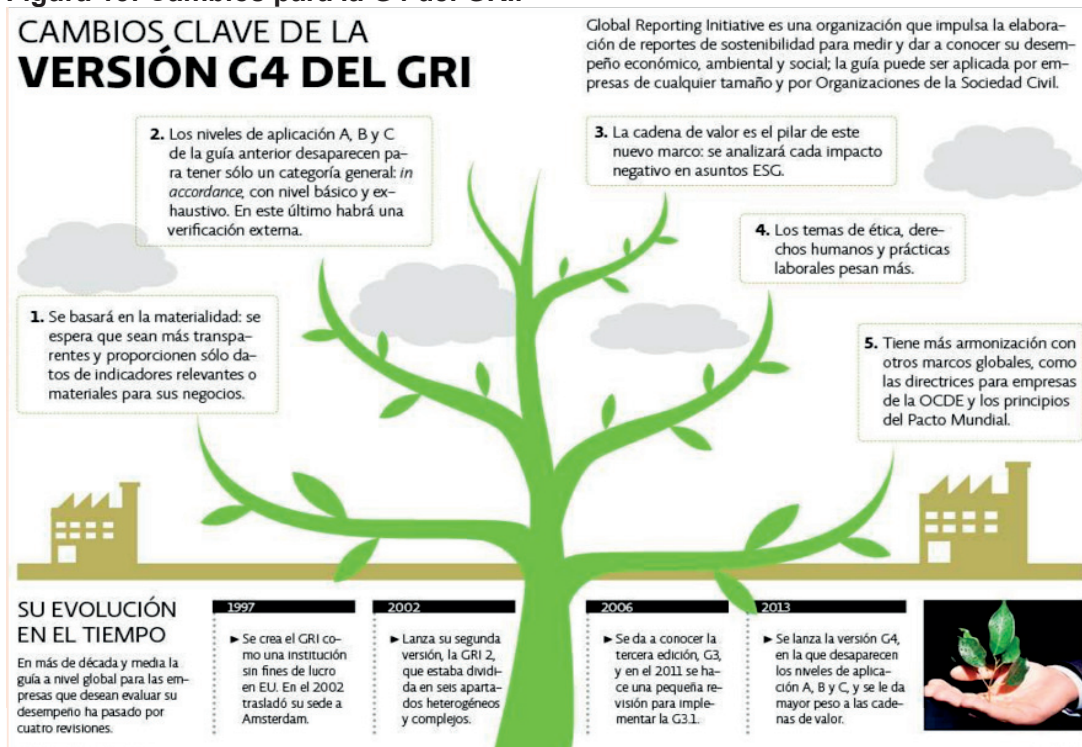 Figura 10. Cambios para la G4 del GRI.
CAMBIOS CLAVE DE LA
VERSIÓN G4 DEL GRI
Global Reporting Initiative es una organización que impulsa la elabora-
ción de reportes de sostenibilidad para medir y dar a conocer su desem-
peño económico, ambiental y social; la guía puede ser aplicada por em-
presas de cualquier tamaño y por Organizaciones de la Sociedad Civil.
2. Los niveles de aplicación A, B y C
de la guía anterior desaparecen pa-
ra tener sólo un categoría general: in
accordance, con nivel básico y ex-
haustivo. En este último habrá una
verificación externa.
3. La cadena de valor es el pilar de este
nuevo marco: se analizará cada impacto
negativo en asuntos ESG.
4. Los temas de ética, dere-
chos humanos y prácticas
laborales pesan más.
1. Se basará en la materialidad: se
espera que sean más transpa-
rentes y proporcionen sólo da-
tos de indicadores relevantes o
materiales para sus negocios.
5. Tiene más armonización con
otros marcos globales, como
las directrices para empresas
de la OCDE y los principios
del Pacto Mundial.
SU EVOLUCIÓN
EN EL TIEMPO
En más de década y media la
guía a nivel global para las em-
presas que desean evaluar su
desempeño ha pasado por
cuatro revisiones.
1997
► Se crea el GRI co-
mo una institución
sin fines de lucro
en EU. En el 2002
trasladó su sede a
Amsterdam.
2002
► Lanza su segunda
versión, la GRI 2,
que estaba dividi-
da en seis aparta-
dos heterogéneos
y complejos.
2006
► Se da a conocer la
tercera edición, G3,
y en el 2011 se ha-
ce una pequeña re-
visión para imple-
mentar la G3.1.
2013
► Se lanza la versión G4,
en la que desaparecen
los niveles de aplica-
ción A, B y C, y se le da
mayor peso a las cade-
nas de valor.